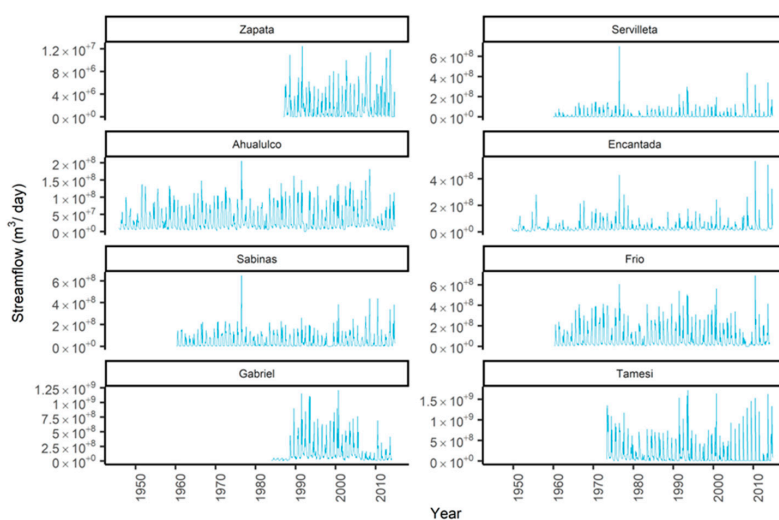 Zapata
Servilleta
1.2 × 10⁺⁷
8 × 10⁺⁶
4 × 10⁺⁶
0 × 10⁺⁰
6 × 10⁺⁸
4 × 10⁺⁸
2 × 10⁺⁸
0 × 10⁺⁰
Ahualulco
Encantada
2 × 10⁺⁸
1.5 × 10⁺⁸
1 × 10⁺⁸
5 × 10⁺⁷
0 × 10⁺⁰
4 × 10⁺⁸
2 × 10⁺⁸
0 × 10⁺⁰
Sabinas
Frio
6 × 10⁺⁸
4 × 10⁺⁸
2 × 10⁺⁸
0 × 10⁺⁰
6 × 10⁺⁸
4 × 10⁺⁸
2 × 10⁺⁸
0 × 10⁺⁰
Gabriel
Tamesi
1.25 × 10⁺⁹
1 × 10⁺⁹
7.5 × 10⁺⁸
5 × 10⁺⁸
2.5 × 10⁺⁸
0 × 10⁺⁰
1.5 × 10⁺⁹
1 × 10⁺⁹
5 × 10⁺⁸
0 × 10⁺⁰
1950 1960 1970 1980 1990 2000 2010
1950 1960 1970 1980 1990 2000 2010
Streamflow (m³/ day)
Year